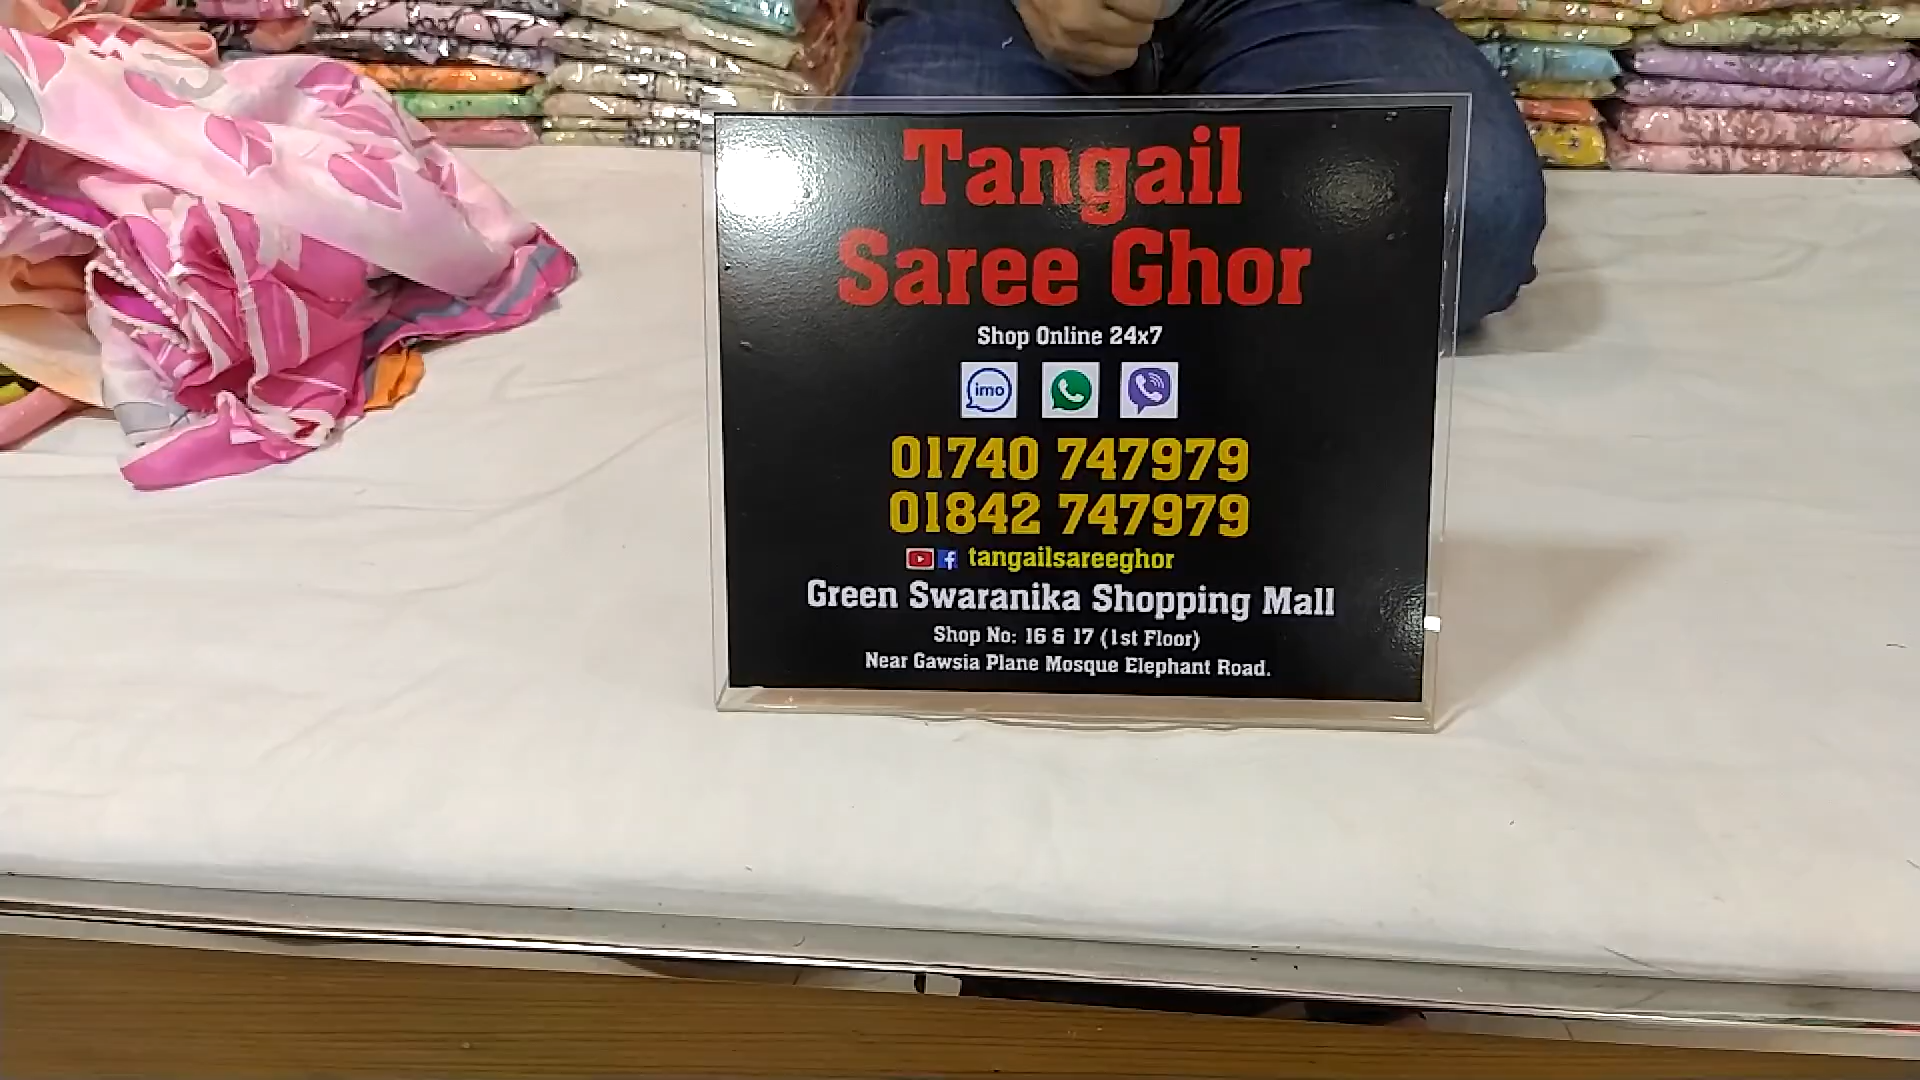 Tangail
Saree Ghor
Shop Online 24x7
imo
01740 747979
01842 747979
tangailsareeghor
Green Swaranika Shopping Mall
Shop No: 16 & 17 (1st Floor)
Near Gawsia Plane Mosque Elephant Road.